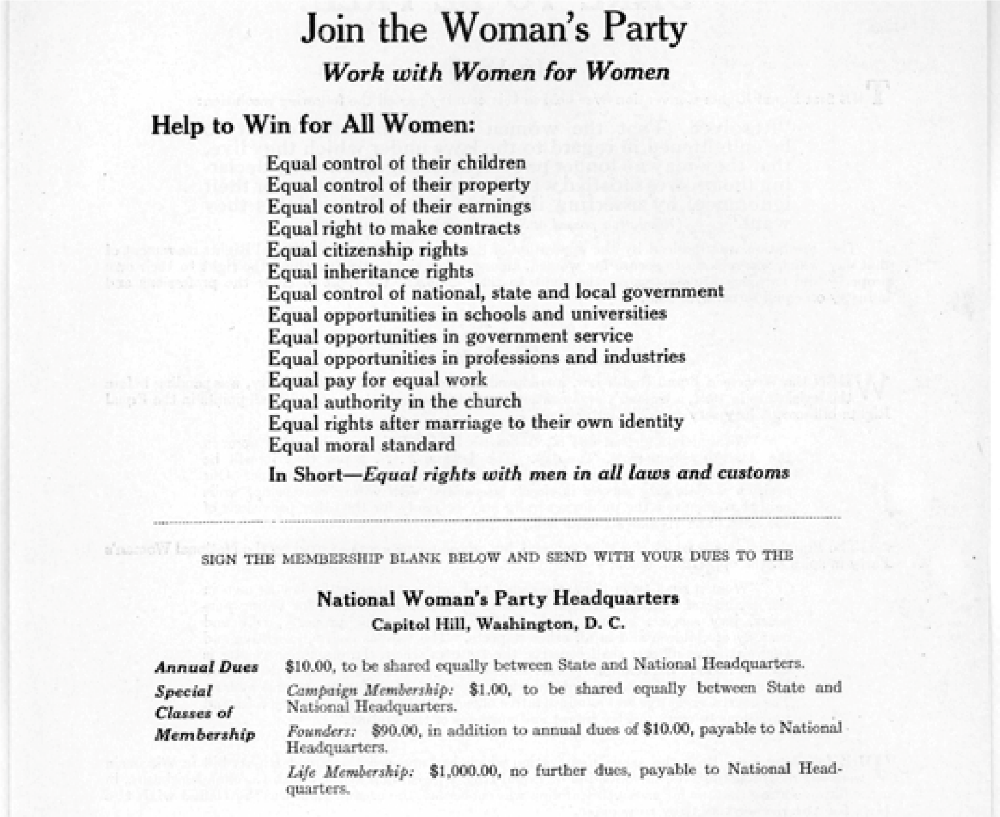 Join the Woman's Party
Work with Women for Women
Help to Win for All Women:
Equal control of their children
Equal control of their property
Equal control of their earnings
Equal right to make contracts
Equal citizenship rights
Equal inheritance rights
Equal control of national, state and local government
Equal opportunities in schools and universities
Equal opportunities in government service
Equal opportunities in professions and industries
Equal pay for equal work
Equal authority in the church
Equal rights after marriage to their own identity
Equal moral standard
In Short—Equal rights with men in all laws and customs
SIGN THE MEMBERSHIP BLANK BELOW AND SEND WITH YOUR DUES TO THE
National Woman's Party Headquarters
Capitol Hill, Washington, D. C.
Annual Dues $10.00, to be shared equally between State and National Headquarters.
Special Classes of Membership
Campaign Membership: $1.00, to be shared equally between State and
National Headquarters.
Founders: $90.00, in addition to annual dues of $10.00, payable to National
Headquarters.
Life Membership: $1,000.00, no further dues, payable to National Head-
quarters.